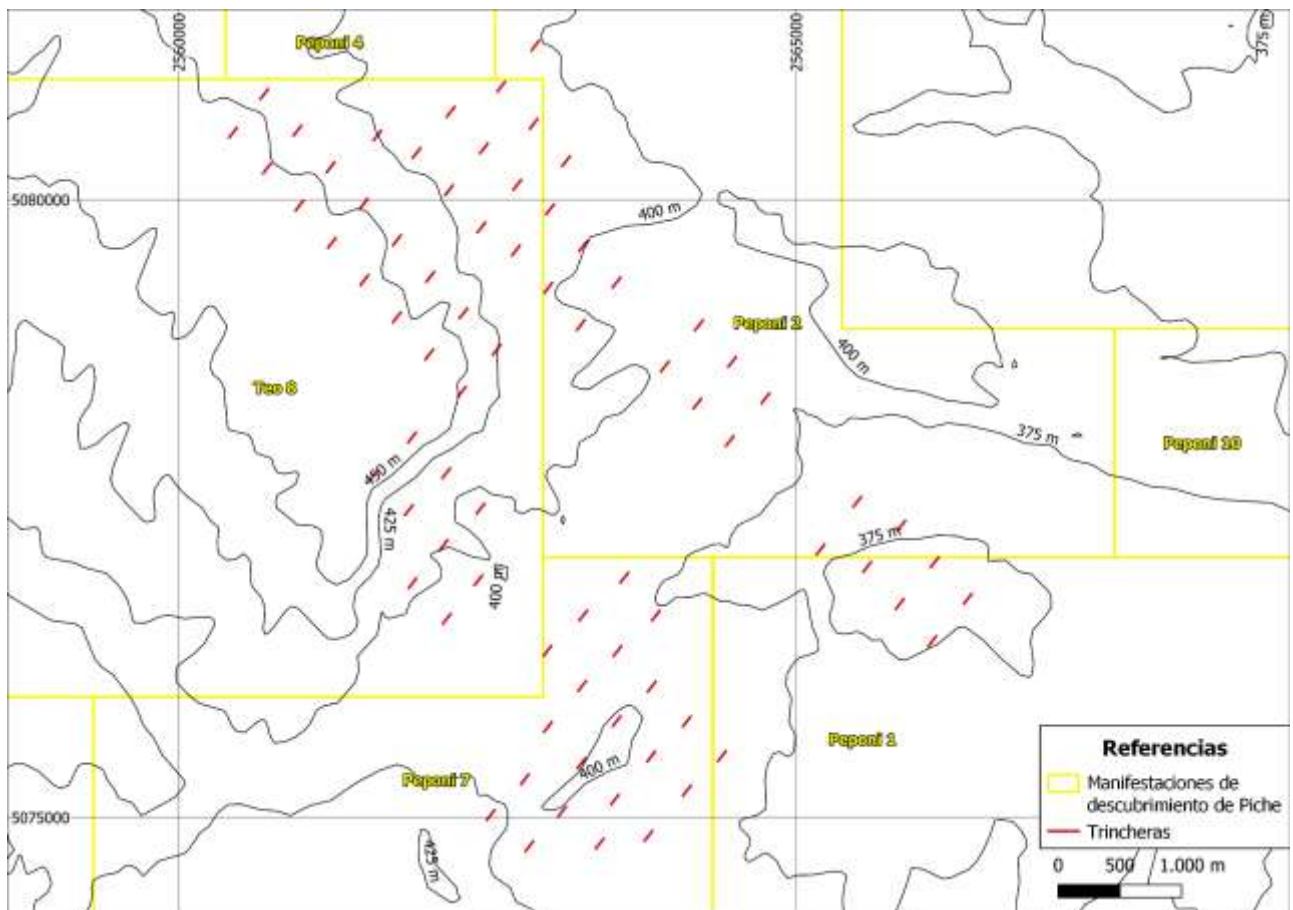 Peponi 4
2560000
2565000
375 m
5080000
400 m
Peponi 2
400 m
Teo 8
375 m
Peponi 10
450 m
425 m
375 m
400 m
Peponi 1
400 m
Peponi 7
5075000
425 m
Referencias
Manifestaciones de
descubrimiento de Piche
Trincheras
0 500 1.000 m